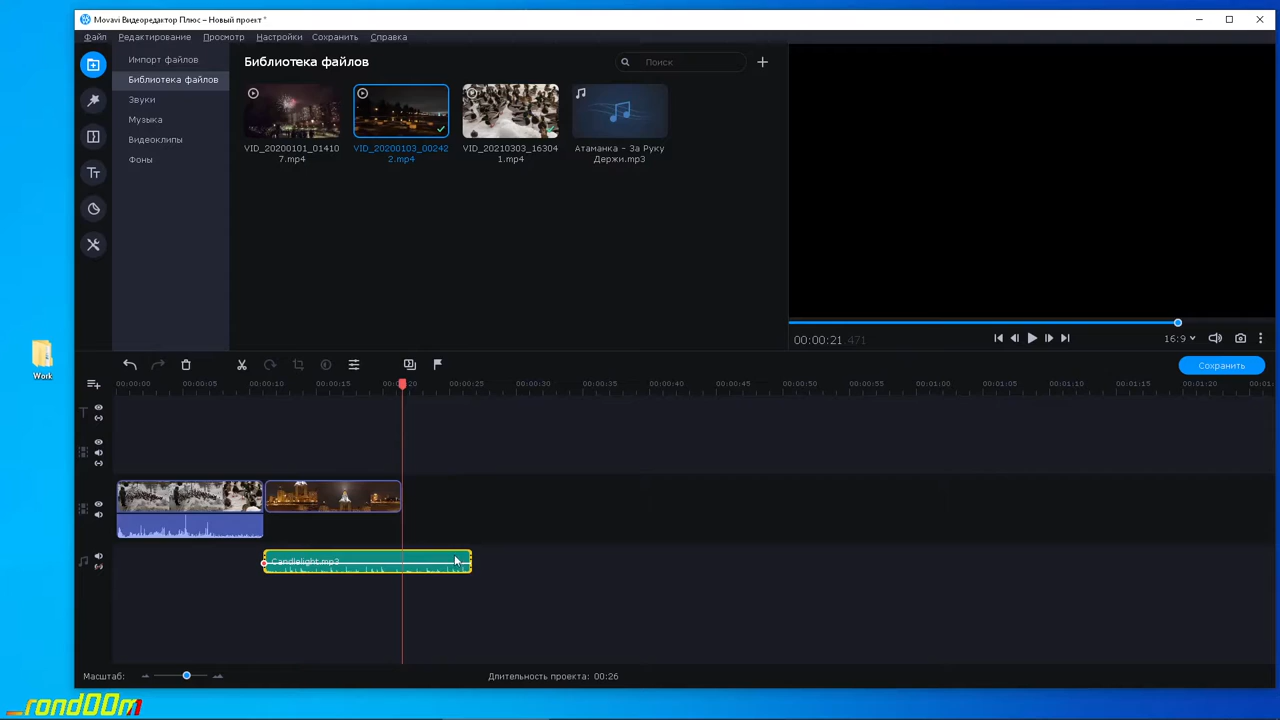 Movavi Видеоредактор Плюс – Новый проект *
Файл Редактирование Просмотр Настройки Сохранить Справка
Импорт файлов
Библиотека файлов
Звуки
Музыка
Видеоклипы
Фоны
Библиотека файлов
Поиск
VID_20200101_01410
7.mp4
VID_20200103_00242
2.mp4
VID_20210303_16304
1.mp4
Атаманка - За Руку
Держи.mp3
00:00:21.471
16:9
Сохранить
00:00:00 00:00:05 00:00:10 00:00:15 00:00:20 00:00:25 00:00:30 00:00:35 00:00:40 00:00:45 00:00:50 00:00:55 00:01:00 00:01:05 00:01:10 00:01:15 00:01:20
T
Candlelight.mp3
Масштаб:
Длительность проекта: 00:26
Work
_rond00m